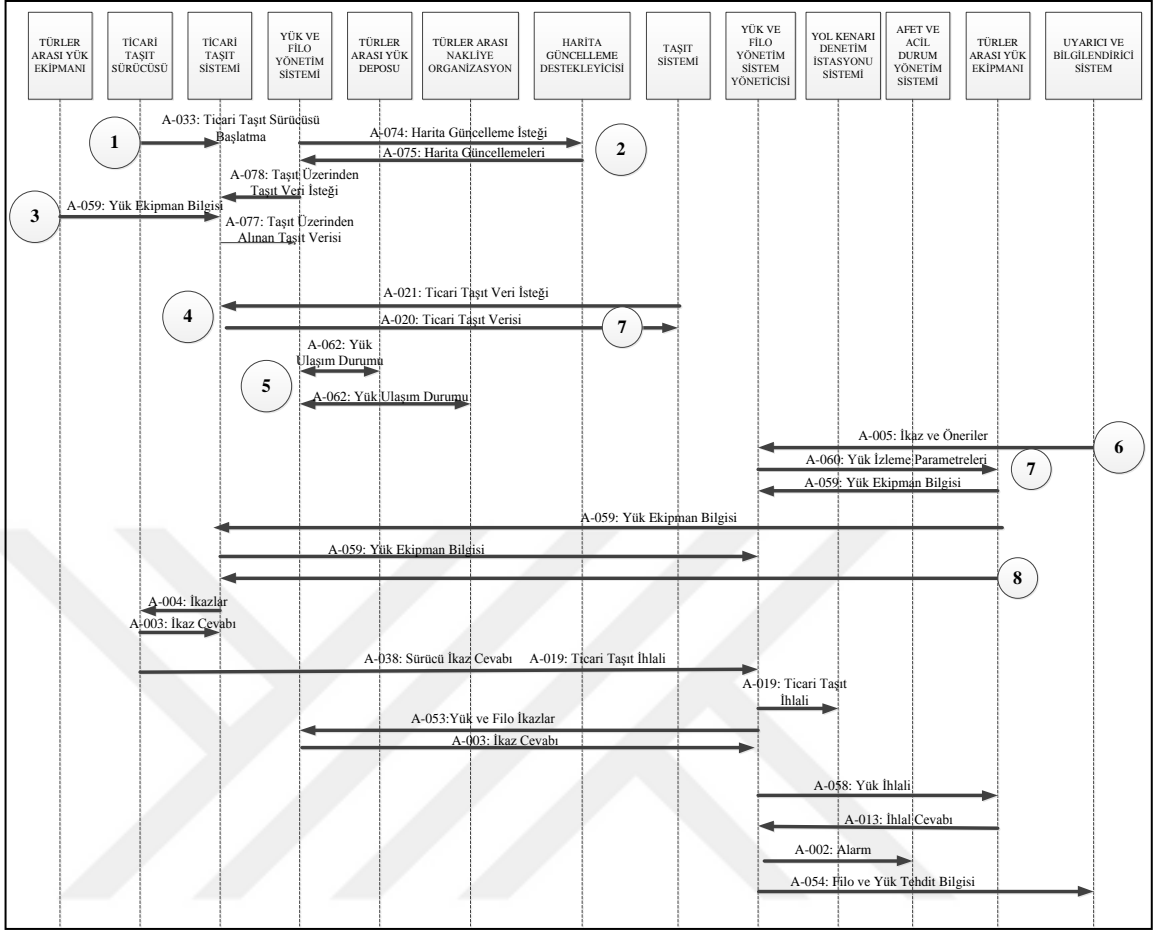 TÜRLER
ARASI YÜK
EKİPMANI
TİCARİ
TAŞIT
SÜRÜCÜSÜ
TİCARİ
TAŞIT
SİSTEMİ
YÜK VE
FİLO
YÖNETİM
SİSTEMİ
TÜRLER
ARASI YÜK
DEPOSU
TÜRLER ARASI
NAKLİYE
ORGANİZASYON
HARİTA
GÜNCELLEME
DESTEKLEYİCİSİ
TAŞIT
SİSTEMİ
YÜK VE
FİLO
YÖNETİM
SİSTEM
YÖNETİCİSİ
YOL KENARI
DENETİM
İSTASYONU
SİSTEMİ
AFET VE
ACİL
DURUM
YÖNETİM
SİSTEMİ
TÜRLER
ARASI YÜK
EKİPMANI
UYARICI VE
BİLGİLENDİRİCİ
SİSTEM
1
A-033: Ticari Taşıt Sürücüsü
Başlatma
A-074: Harita Güncelleme İsteği
A-075: Harita Güncellemeleri
2
A-078: Taşıt Üzerinden
Taşıt Veri İsteği
3
A-059: Yük Ekipman Bilgisi
A-077: Taşıt Üzerinden
Alınan Taşıt Verisi
4
A-021: Ticari Taşıt Veri İsteği
A-020: Ticari Taşıt Verisi
7
5
A-062: Yük
Ulaşım Durumu
A-062: Yük Ulaşım Durumu
A-005: İkaz ve Öneriler
6
A-060: Yük İzleme Parametreleri
7
A-059: Yük Ekipman Bilgisi
A-059: Yük Ekipman Bilgisi
A-059: Yük Ekipman Bilgisi
8
A-004: İkazlar
A-003: İkaz Cevabı
A-038: Sürücü İkaz Cevabı A-019: Ticari Taşıt İhlali
A-019: Ticari Taşıt
İhlali
A-053:Yük ve Filo İkazlar
A-003: İkaz Cevabı
A-058: Yük İhlali
A-013: İhlal Cevabı
A-002: Alarm
A-054: Filo ve Yük Tehdit Bilgisi